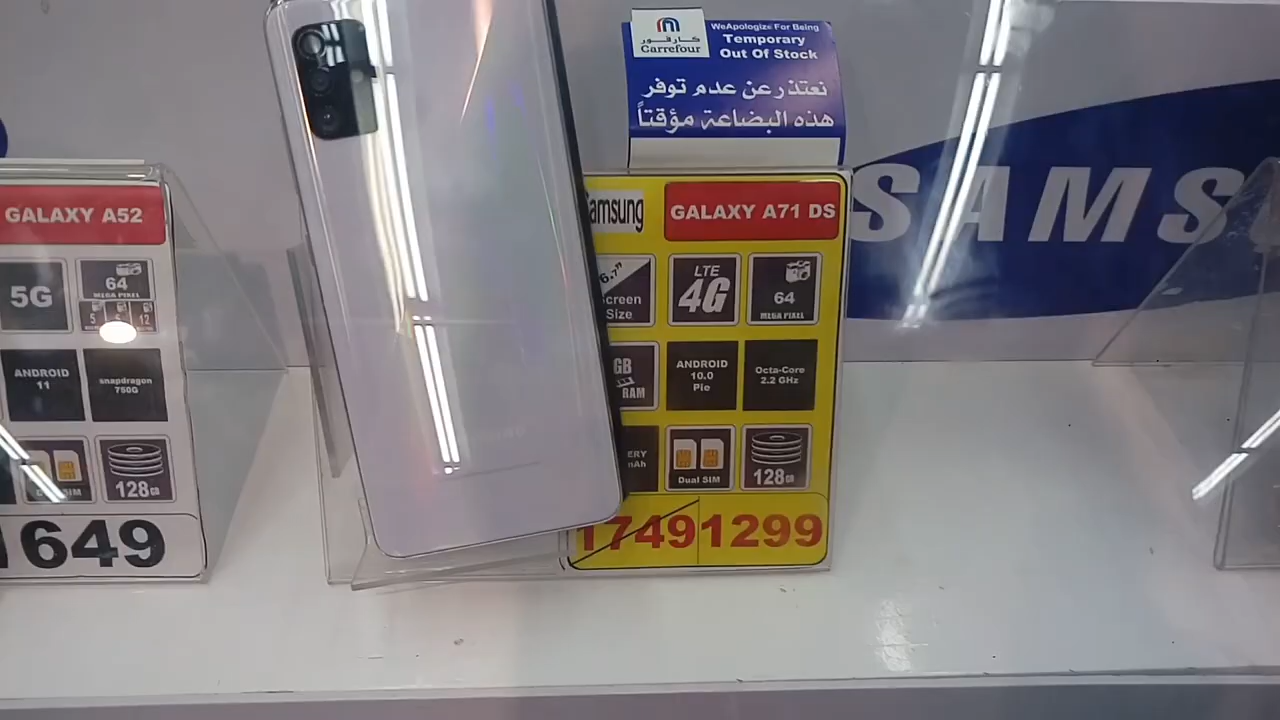 كارفور
Carrefour
WeApologize For Being
Temporary
Out Of Stock
نعتذر عن عدم توفر
هذه البضاعة مؤقتاً
GALAXY A52
5G
64
MEGA PIXEL
5
12
ANDROID
11
snapdragon
750G
128GB
1649
amsung
GALAXY A71 DS
6.7"
creen
Size
LTE
4G
64
MEGA PIXEL
GB
RAM
ANDROID
10.0
Pie
Octa-Core
2.2 GHz
ERY
mAh
Dual SIM
128GB
1749
1299
SAMS